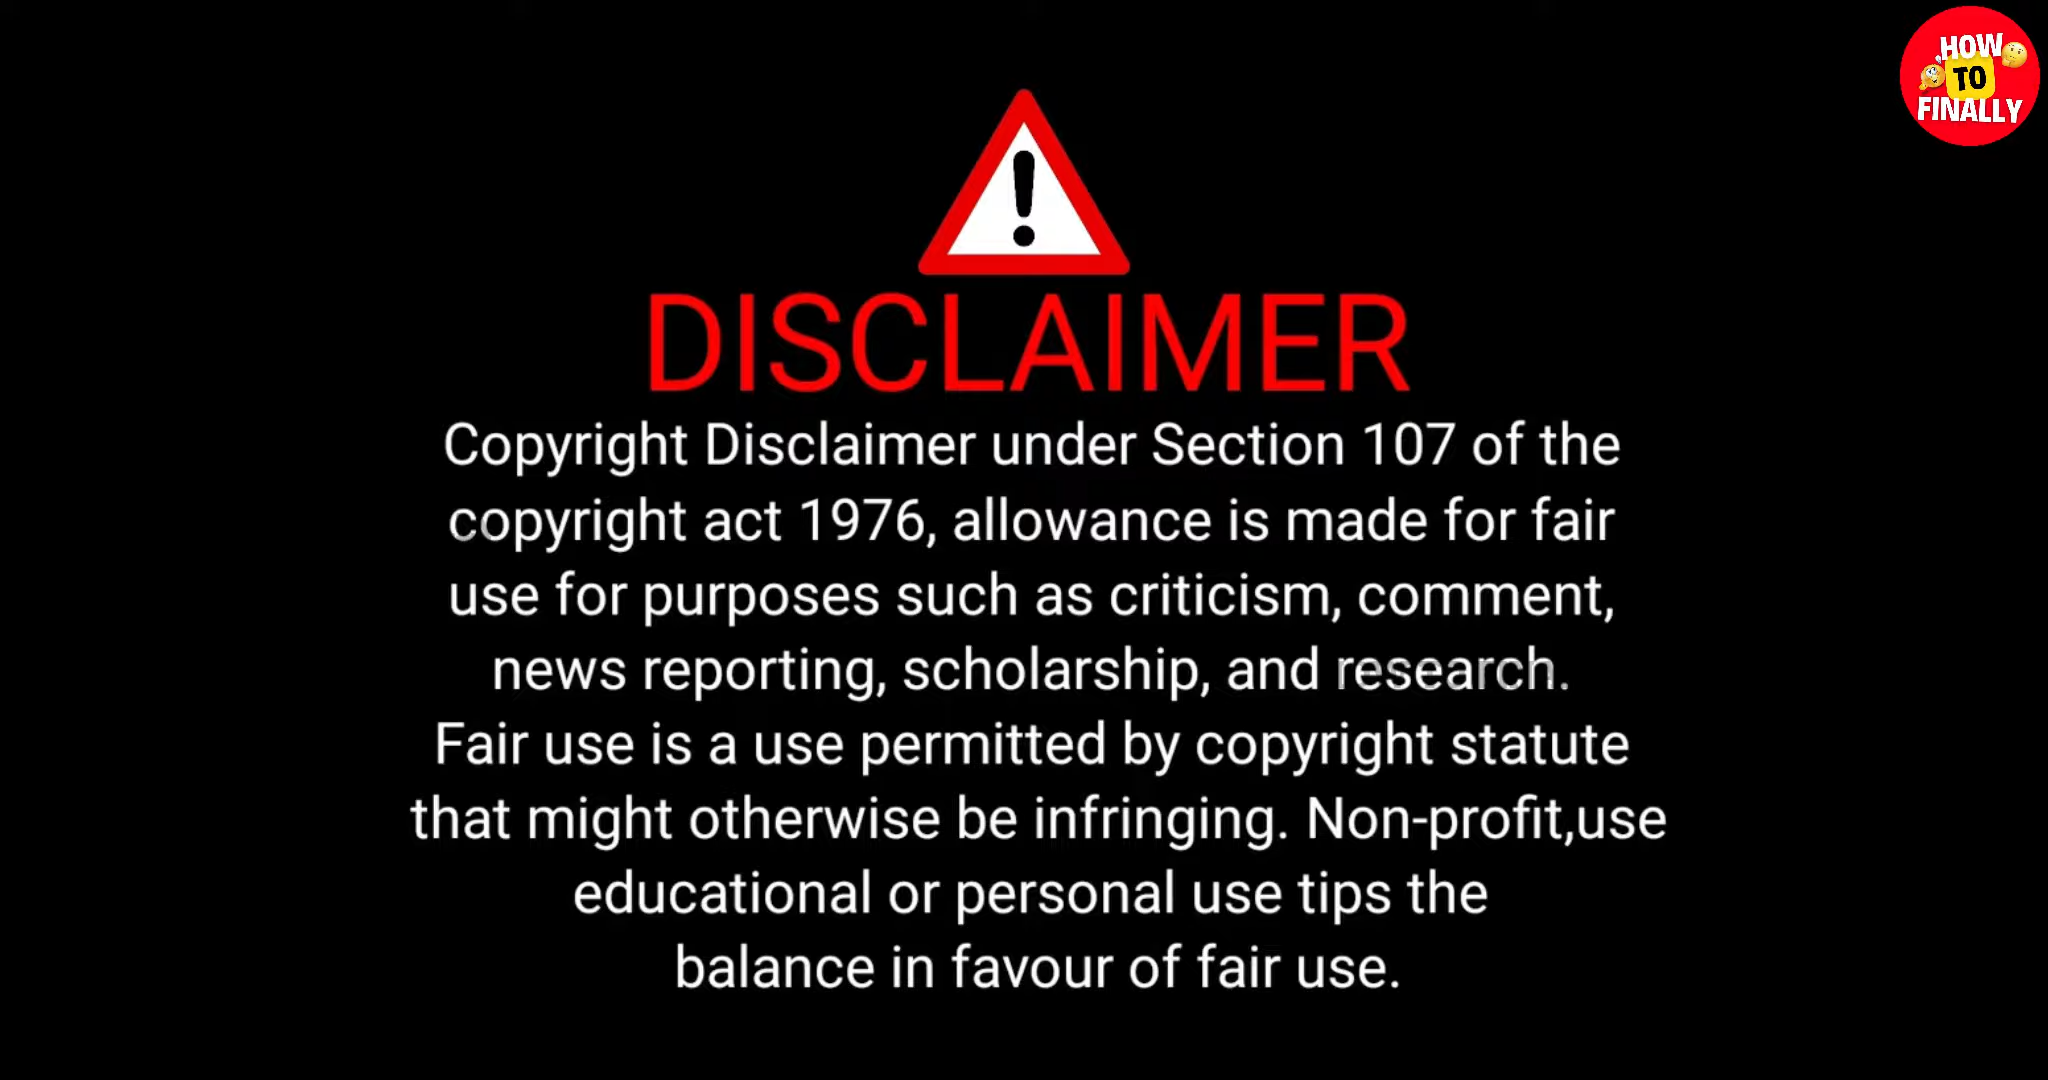 HOW
TO
FINALLY
DISCLAIMER
Copyright Disclaimer under Section 107 of the
copyright act 1976, allowance is made for fair
use for purposes such as criticism, comment,
news reporting, scholarship, and research.
Fair use is a use permitted by copyright statute
that might otherwise be infringing. Non-profit,use
educational or personal use tips the
balance in favour of fair use.